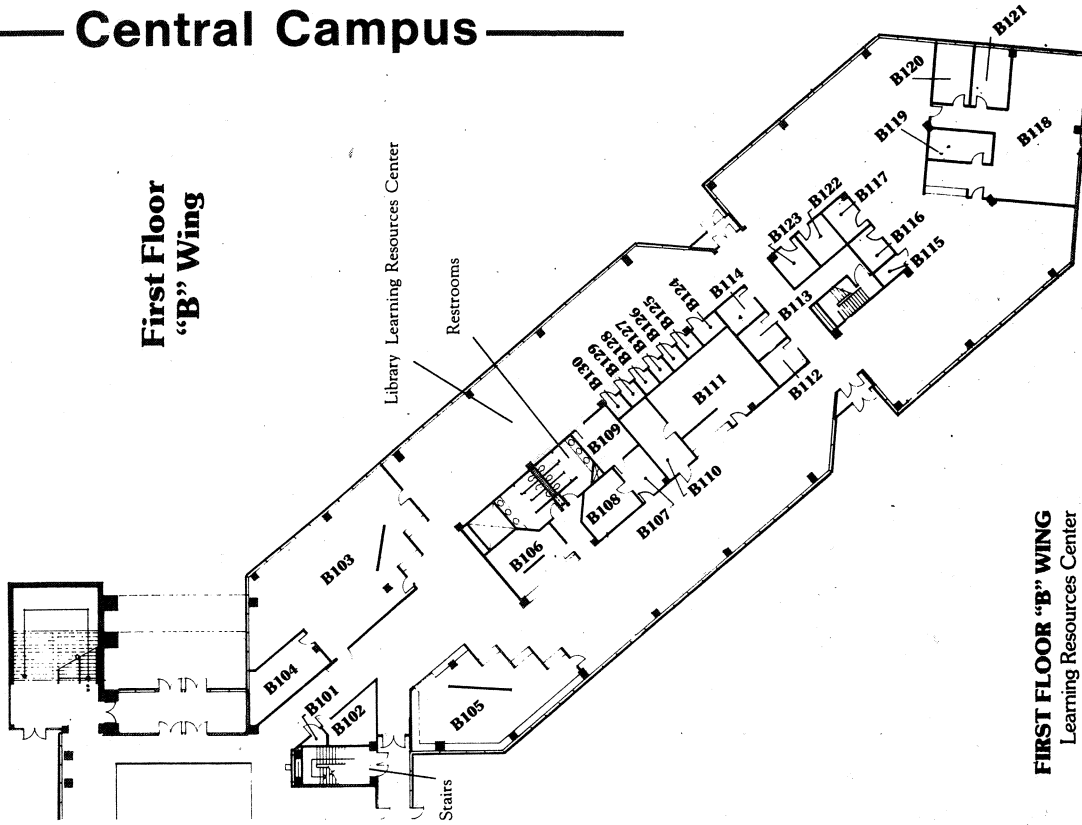 Central Campus
First Floor
“B” Wing
Library Learning Resources Center
Restrooms
B121
B120
B119
B118
B122
B117
B123
B116
B115
B114
B113
B124
B125
B126
B127
B128
B129
B130
B112
B111
B109
B110
B108
B107
B106
B103
B104
B101
B102
B105
Stairs
FIRST FLOOR “B” WING
Learning Resources Center